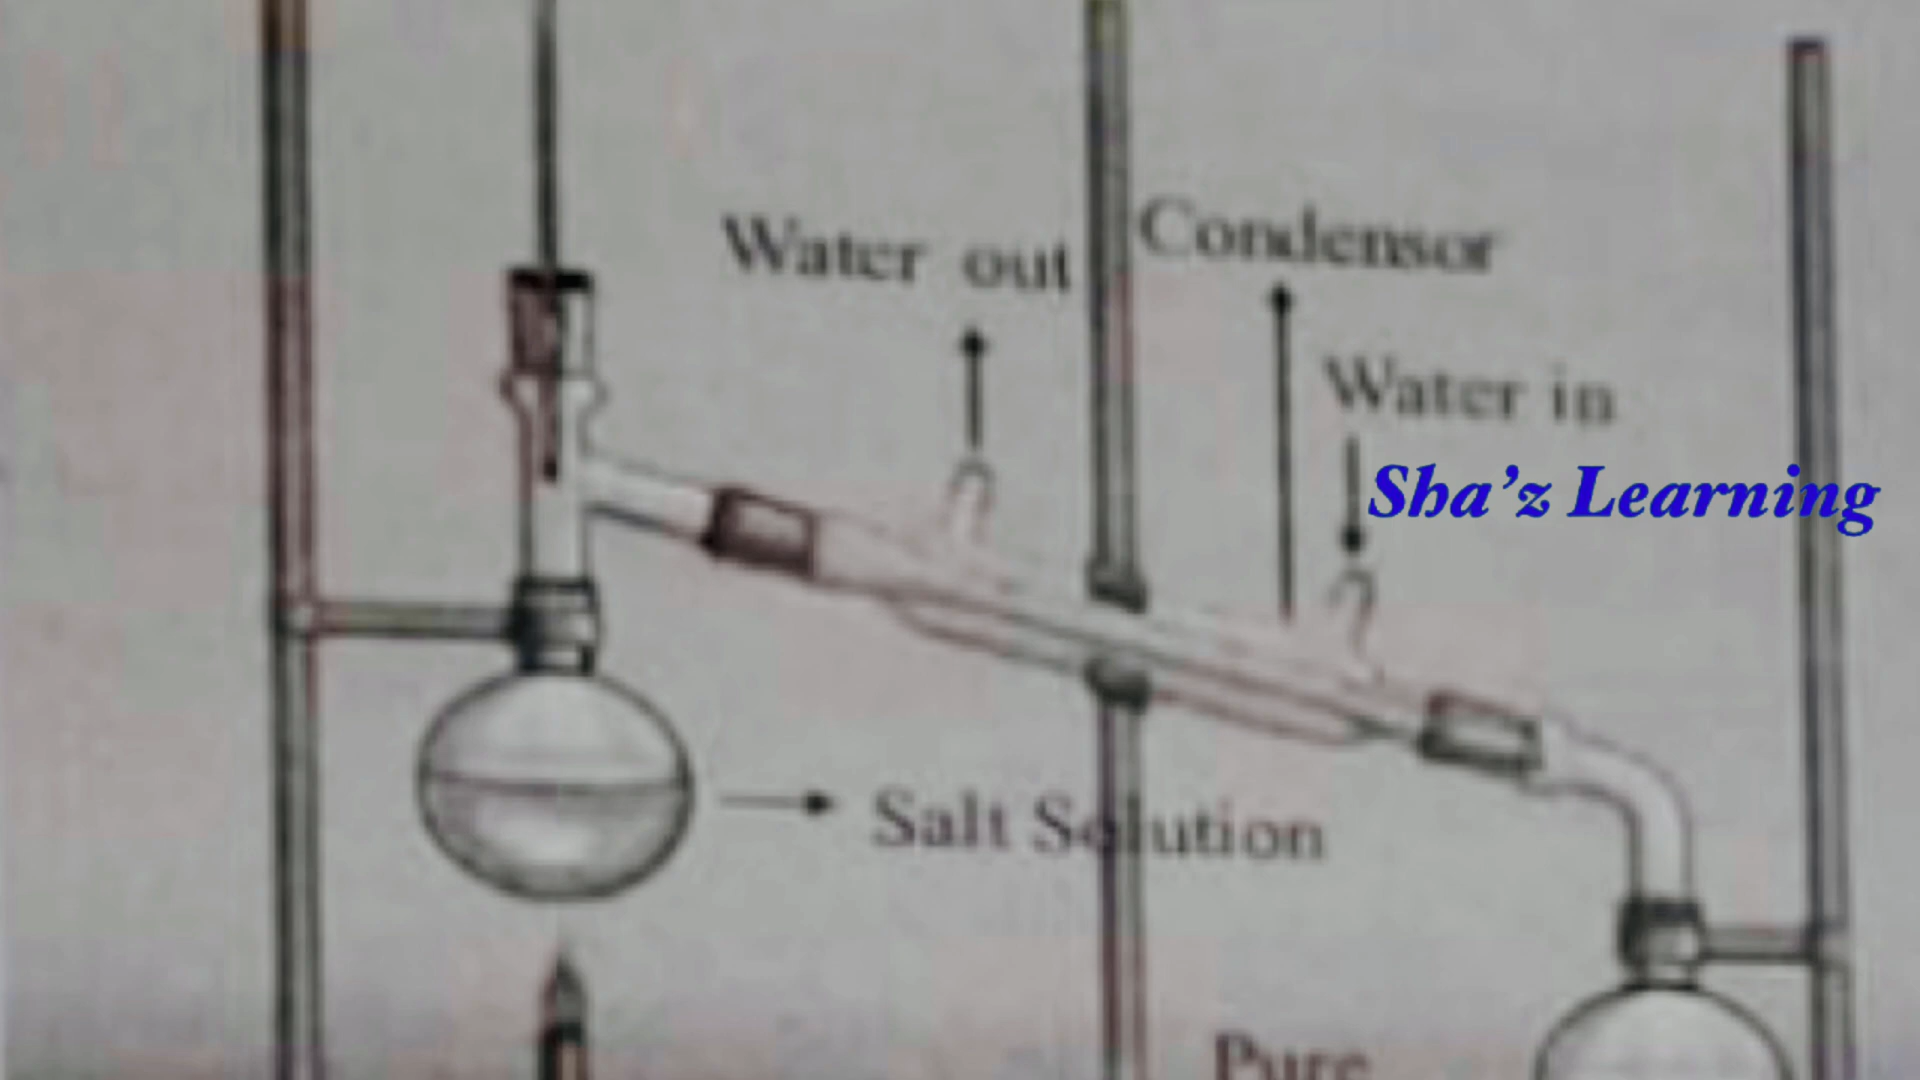 Water out
Condensor
Water in
Sha'z Learning
Salt Solution
Pure